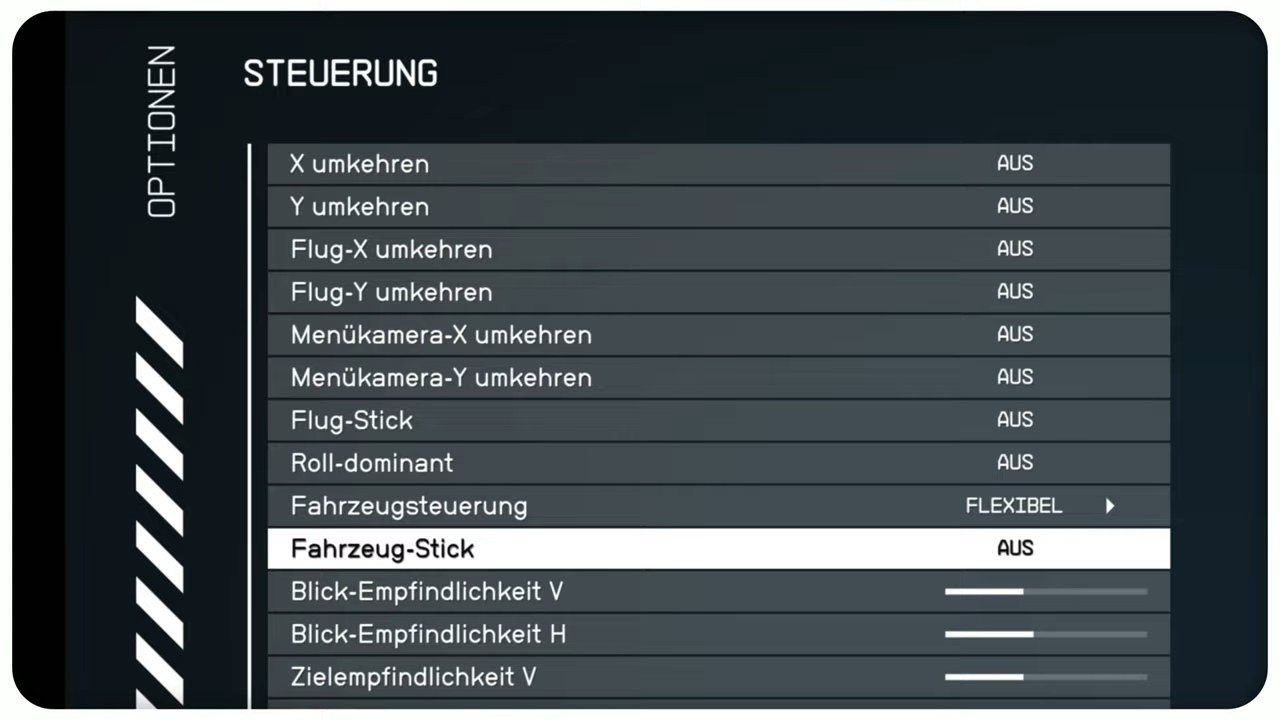 OPTIONEN
STEUERUNG
X umkehren AUS
Y umkehren AUS
Flug-X umkehren AUS
Flug-Y umkehren AUS
Menükamera-X umkehren AUS
Menükamera-Y umkehren AUS
Flug-Stick AUS
Roll-dominant AUS
Fahrzeugsteuerung FLEXIBEL
Fahrzeug-Stick AUS
Blick-Empfindlichkeit V
Blick-Empfindlichkeit H
Zielempfindlichkeit V